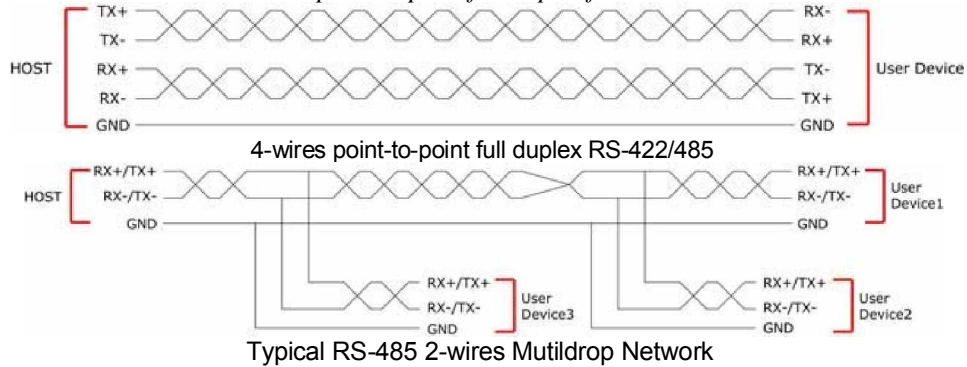 TX+ RX-
TX- RX+
HOST RX+ TX- User Device
RX- TX+
GND GND
4-wires point-to-point full duplex RS-422/485
RX+/TX+ RX+/TX+
HOST RX-/TX- RX-/TX- User
Device1
GND GND
RX+/TX+ RX+/TX+
RX-/TX- User RX-/TX- User
Device3 Device2
GND GND
Typical RS-485 2-wires Mutildrop Network